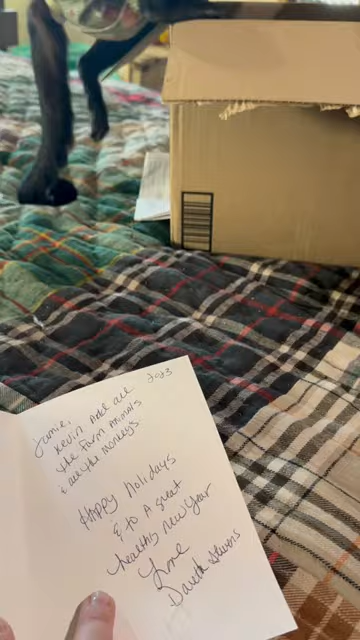 2023
Jamie,
Kevin And all
the Farm Animals
& all the monkeys.
Happy Holidays
& to A great
healthy New Year
Love
Stevens